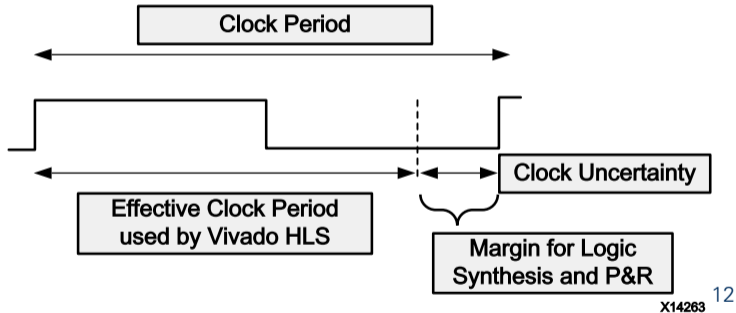 Clock Period
Clock Uncertainty
Effective Clock Period
used by Vivado HLS
Margin for Logic
Synthesis and P&R
X14263
12